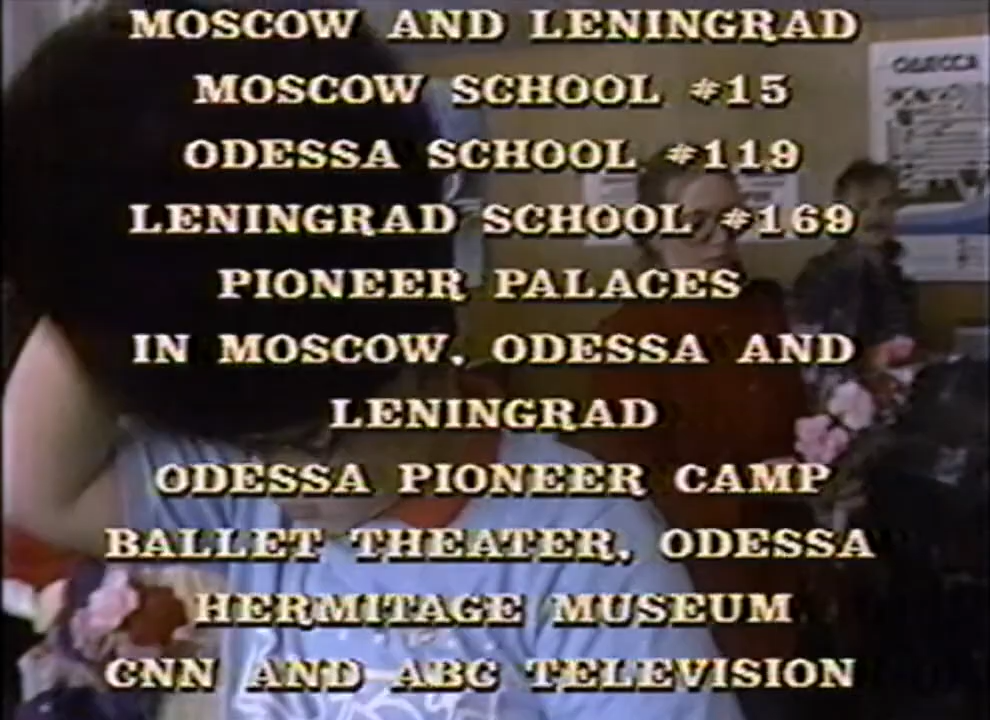 MOSCOW AND LENINGRAD
MOSCOW SCHOOL #15
ODESSA SCHOOL #119
LENINGRAD SCHOOL #169
PIONEER PALACES
IN MOSCOW, ODESSA AND
LENINGRAD
ODESSA PIONEER CAMP
BALLET THEATER, ODESSA
HERMITAGE MUSEUM
CNN AND ABC TELEVISION